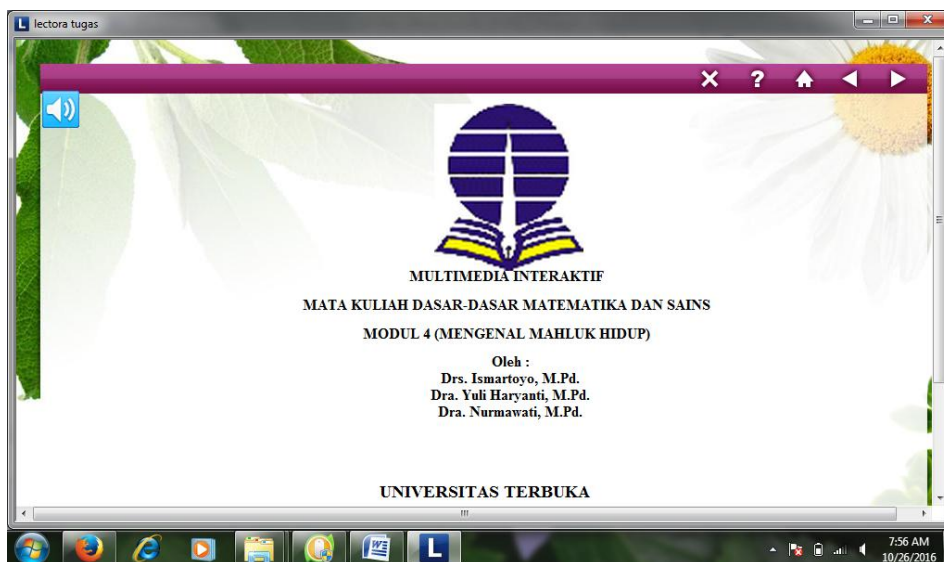 lectora tugas
MULTIMEDIA INTERAKTIF
MATA KULIAH DASAR-DASAR MATEMATIKA DAN SAINS
MODUL 4 (MENGENAL MAHLUK HIDUP)
Oleh :
Drs. Ismartoyo, M.Pd.
Dra. Yuli Haryanti, M.Pd.
Dra. Nurmawati, M.Pd.
UNIVERSITAS TERBUKA
7:56 AM
10/26/2016